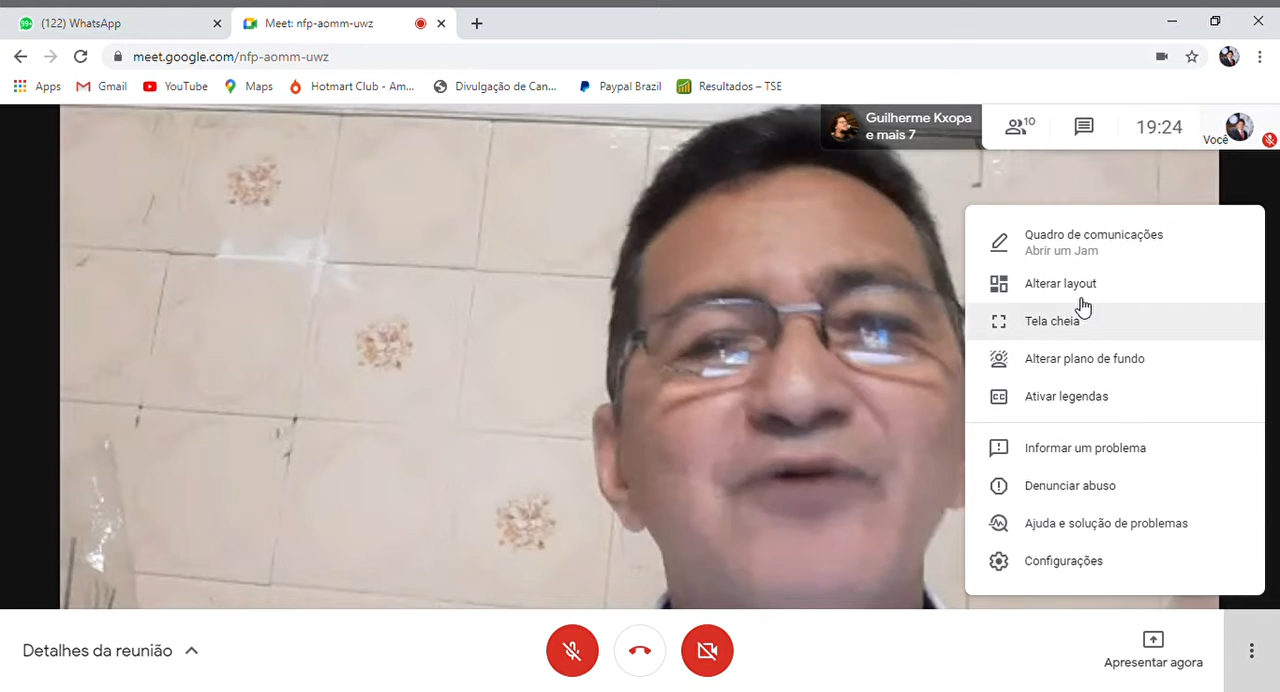 99+ (122) WhatsApp
Meet: nfp-aomm-uwz
meet.google.com/nfp-aomm-uwz
Apps Gmail YouTube Maps Hotmart Club - Am... Divulgação de Can... Paypal Brazil Resultados – TSE
Guilherme Kxopa
e mais 7
10
19:24
Você
Quadro de comunicações
Abrir um Jam
Alterar layout
Tela cheia
Alterar plano de fundo
CC Ativar legendas
Informar um problema
Denunciar abuso
Ajuda e solução de problemas
Configurações
Detalhes da reunião
Apresentar agora